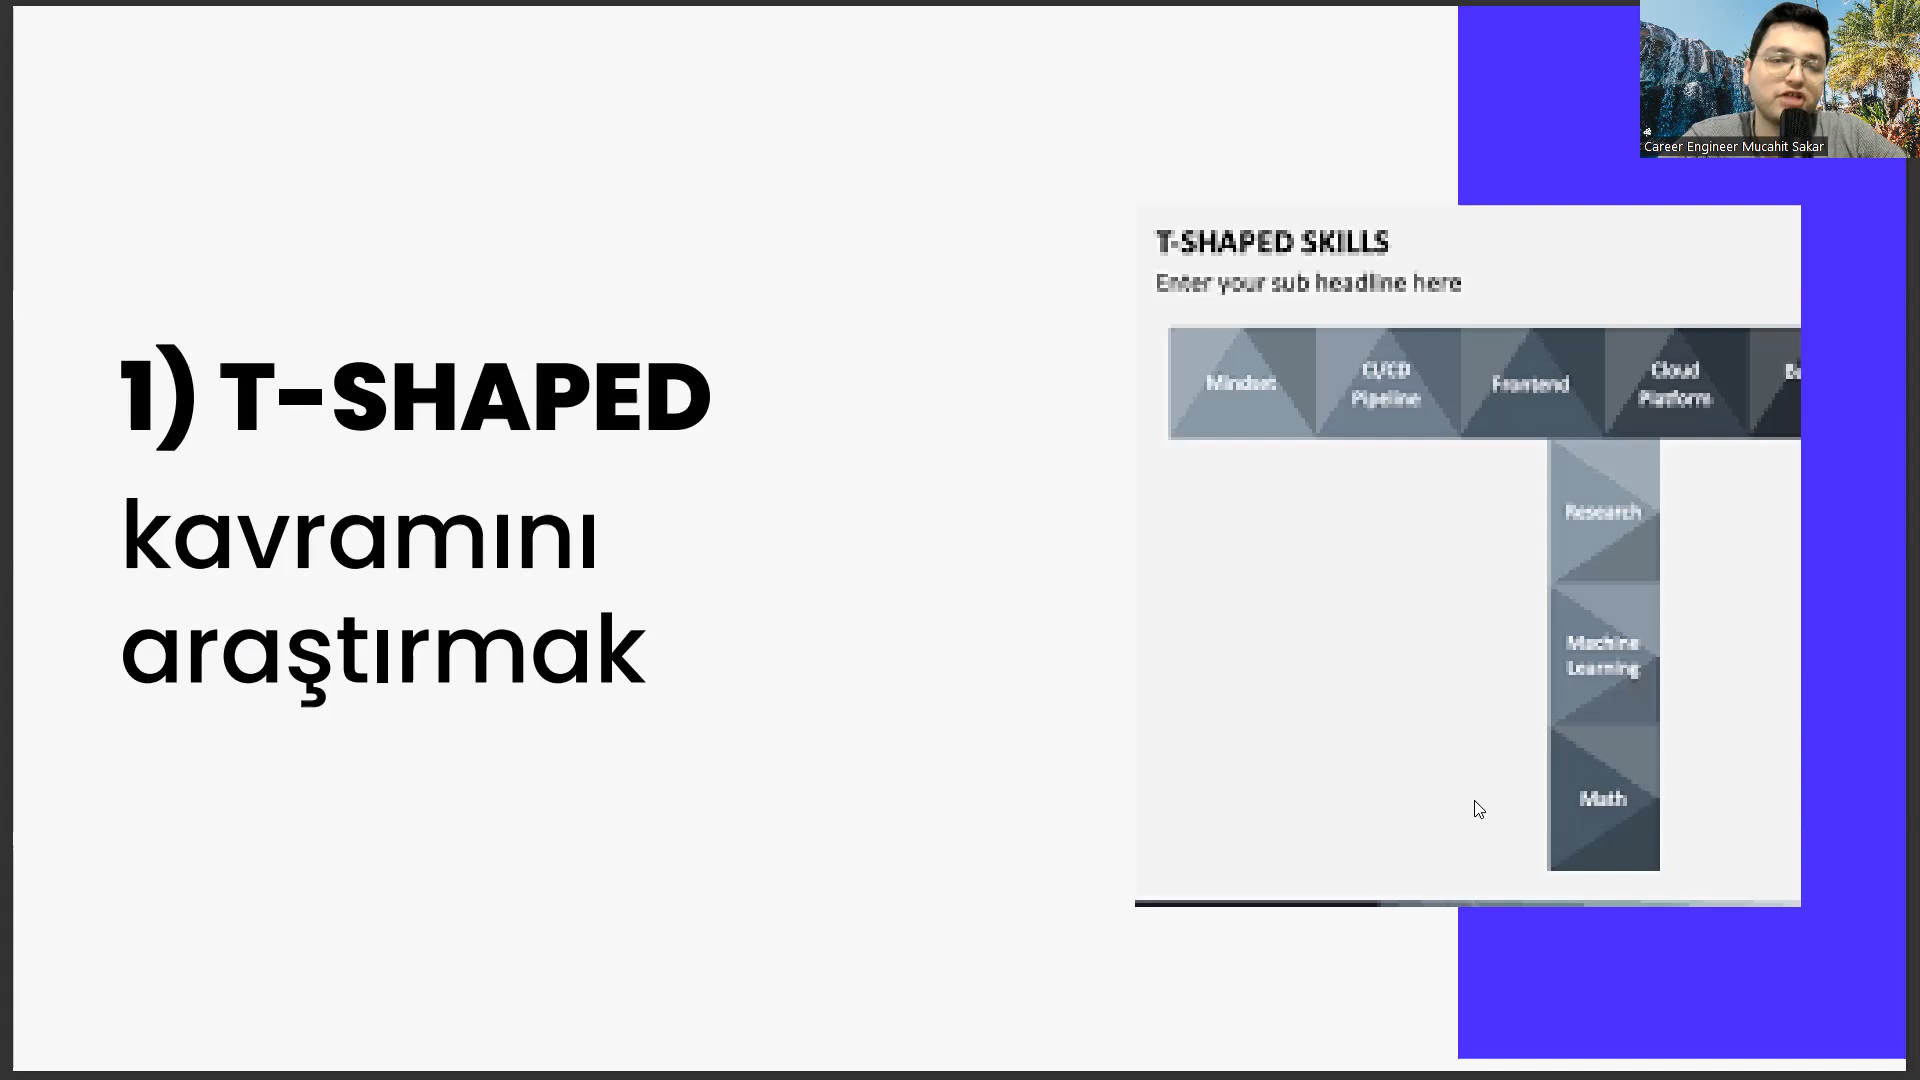 Career Engineer Mucahit Sakar
1) T-SHAPED
kavramını
araştırmak
T-SHAPED SKILLS
Enter your sub headline here
Mindset
CI/CD
Pipeline
Frontend
Cloud
Platform
Research
Machine
Learning
Math